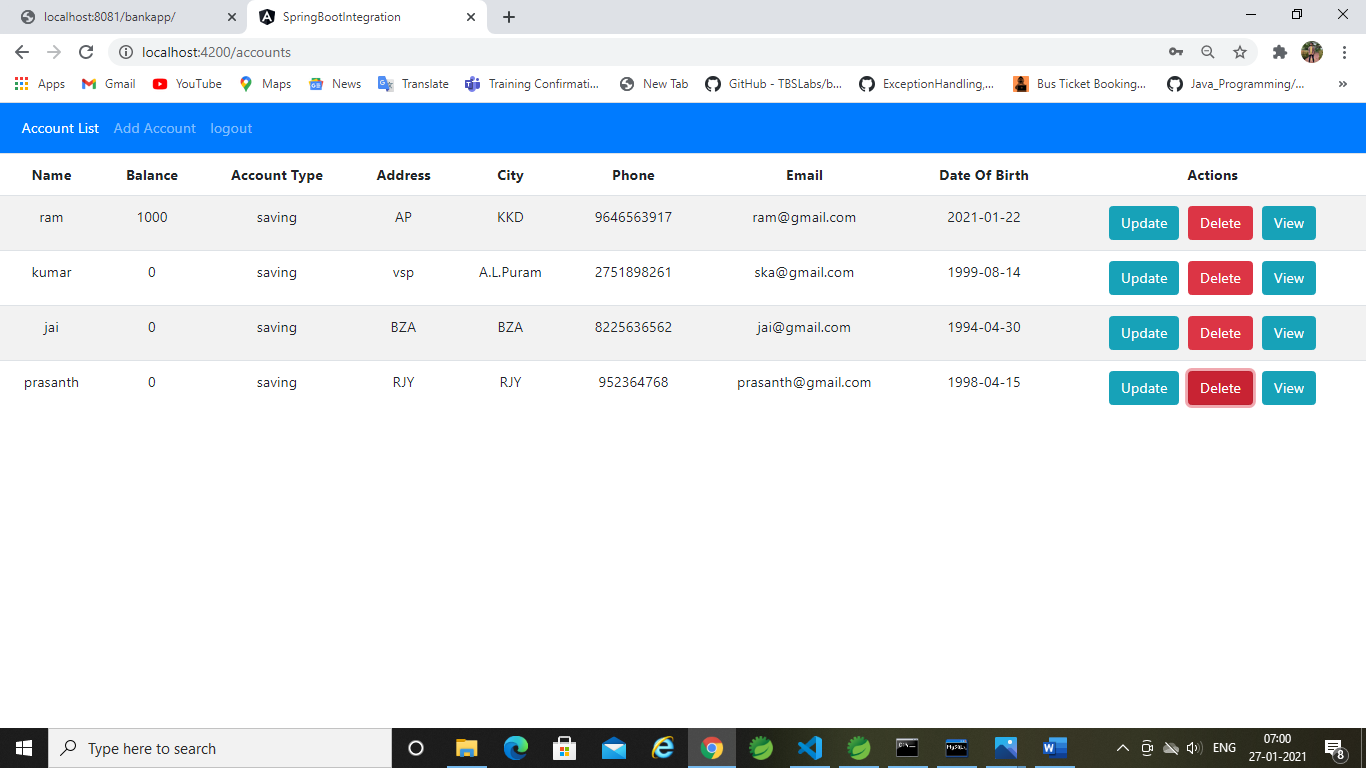 localhost:8081/bankapp/ SpringBootIntegration
localhost:4200/accounts
Apps Gmail YouTube Maps News Translate Training Confirmati... New Tab GitHub - TBSLabs/b... ExceptionHandling,... Bus Ticket Booking... Java_Programming/... »
Account List Add Account logout
Name Balance Account Type Address City Phone Email Date Of Birth Actions
ram 1000 saving AP KKD 9646563917 ram@gmail.com 2021-01-22 Update Delete View
kumar 0 saving vsp A.L.Puram 2751898261 ska@gmail.com 1999-08-14 Update Delete View
jai 0 saving BZA BZA 8225636562 jai@gmail.com 1994-04-30 Update Delete View
prasanth 0 saving RJY RJY 952364768 prasanth@gmail.com 1998-04-15 Update Delete View
Type here to search ENG 07:00
27-01-2021 8